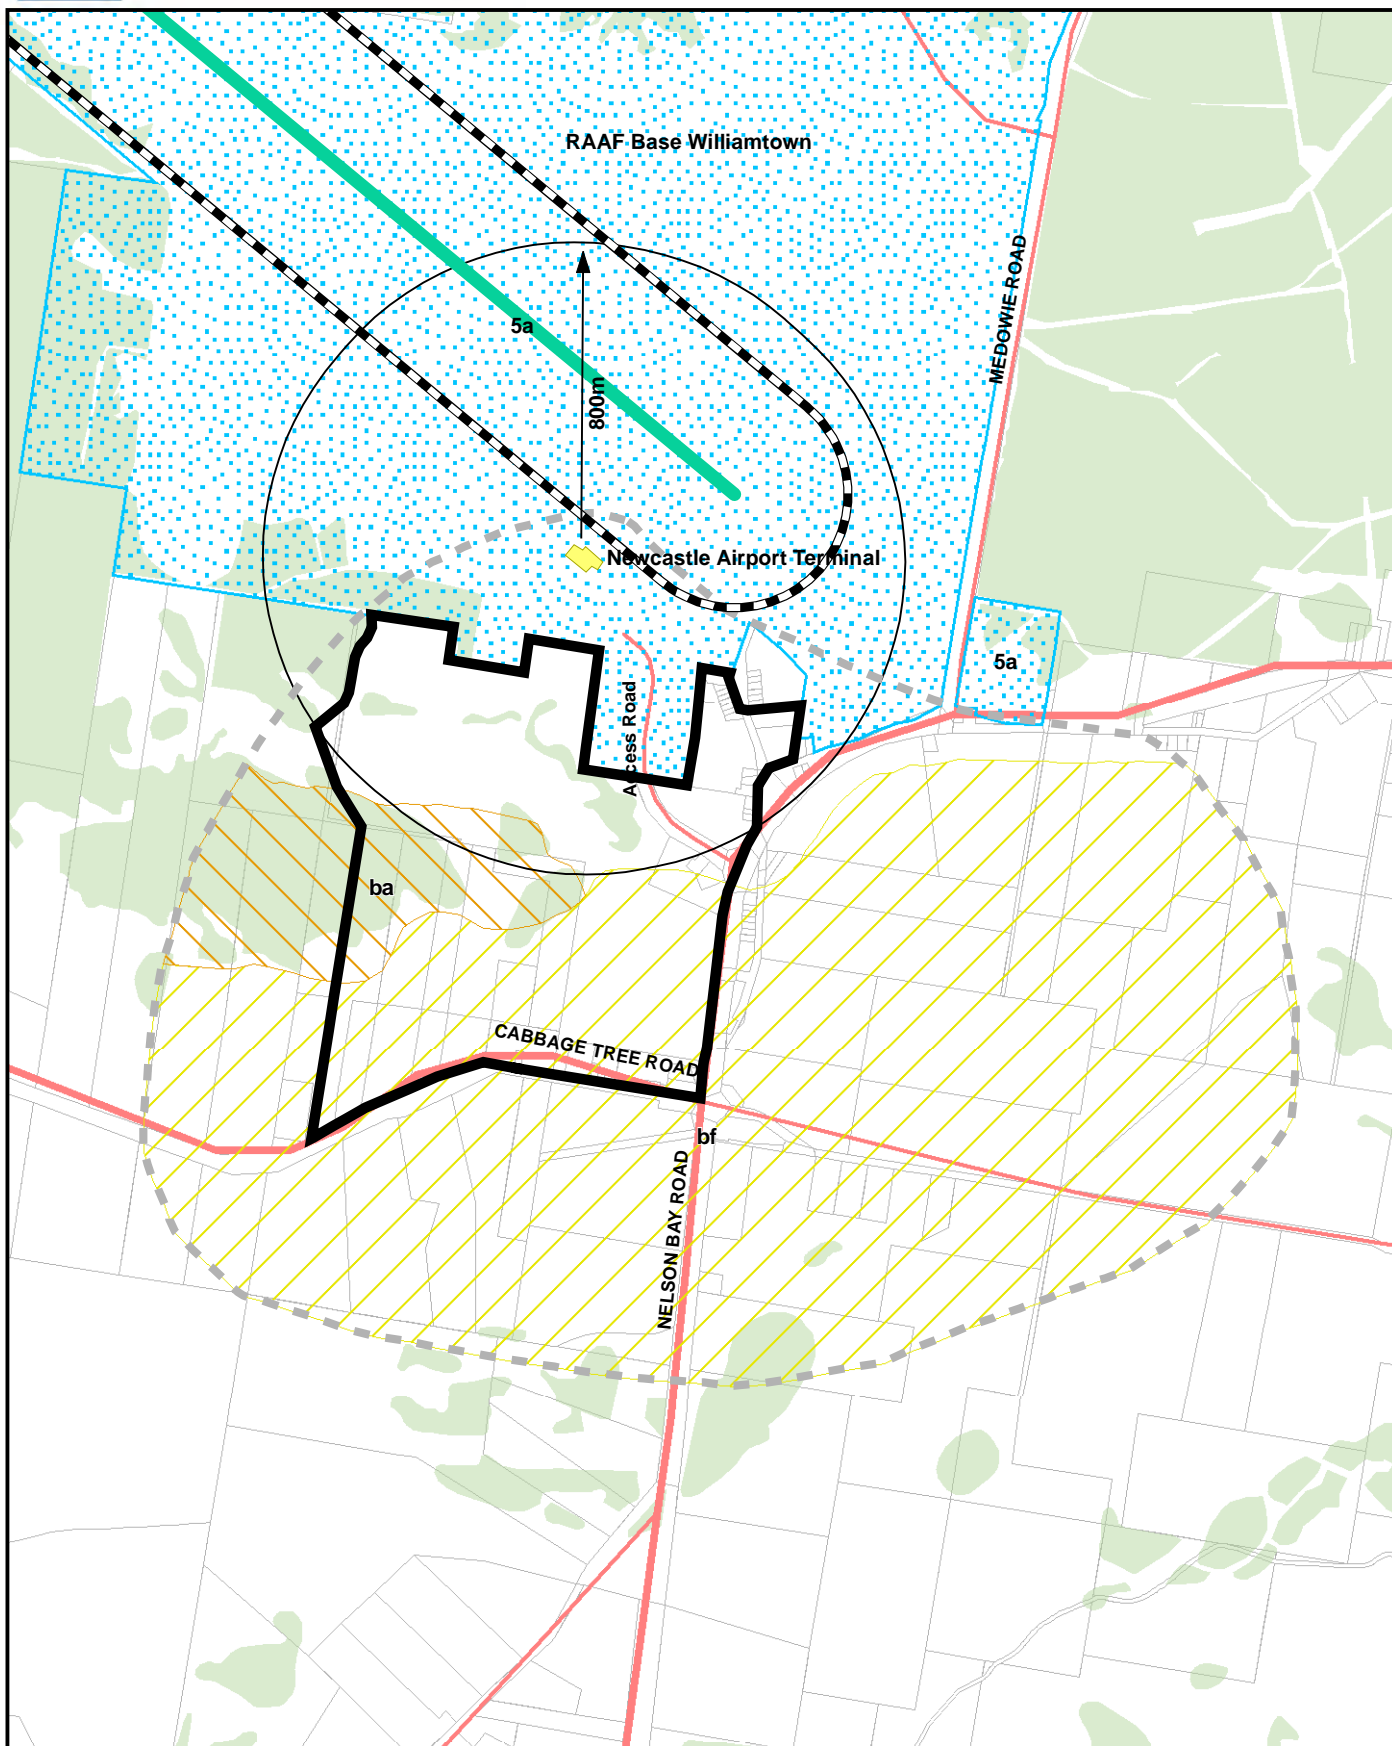 RAAF Base Williamtown
MEDOWIE ROAD
5a
800m
Newcastle Airport Terminal
5a
Access Road
ba
CABBAGE TREE ROAD
bf
NELSON BAY ROAD